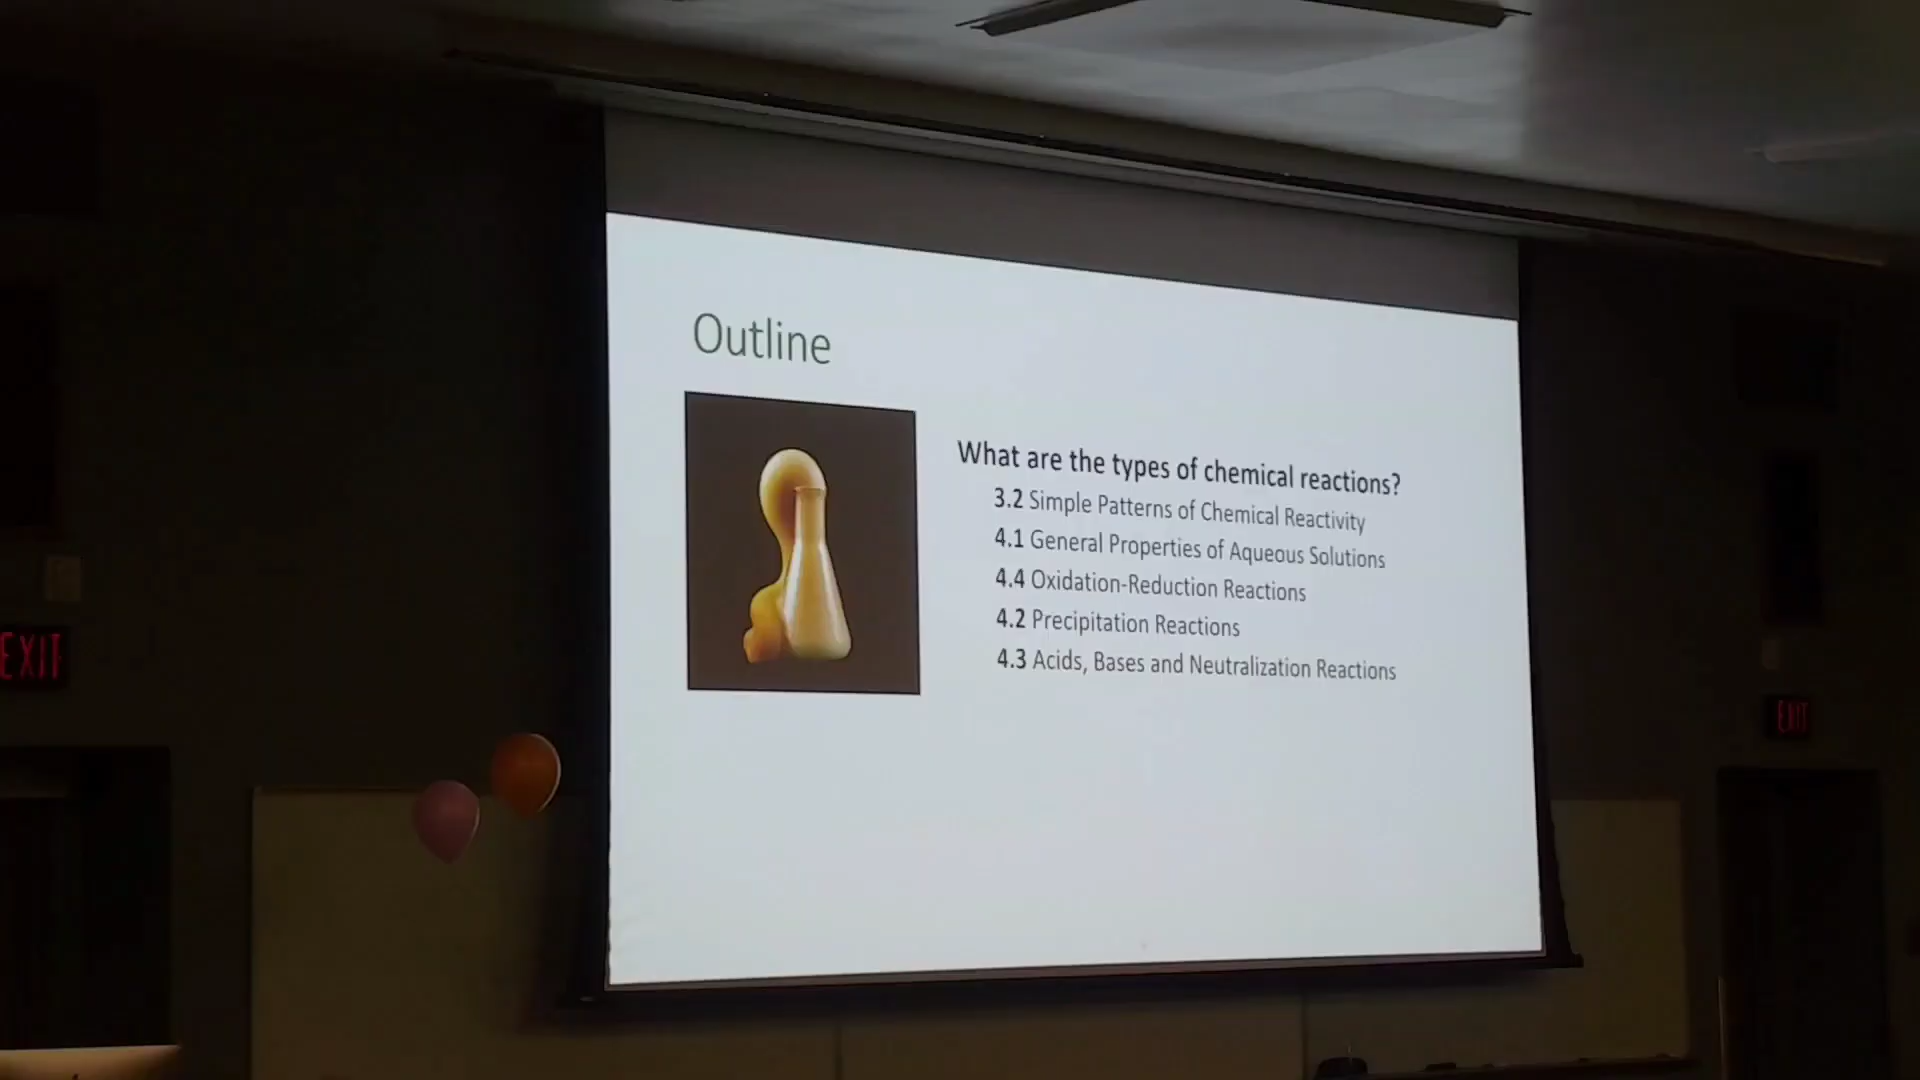 Outline
What are the types of chemical reactions?
3.2 Simple Patterns of Chemical Reactivity
4.1 General Properties of Aqueous Solutions
4.4 Oxidation-Reduction Reactions
4.2 Precipitation Reactions
4.3 Acids, Bases and Neutralization Reactions
EXIT
EXIT